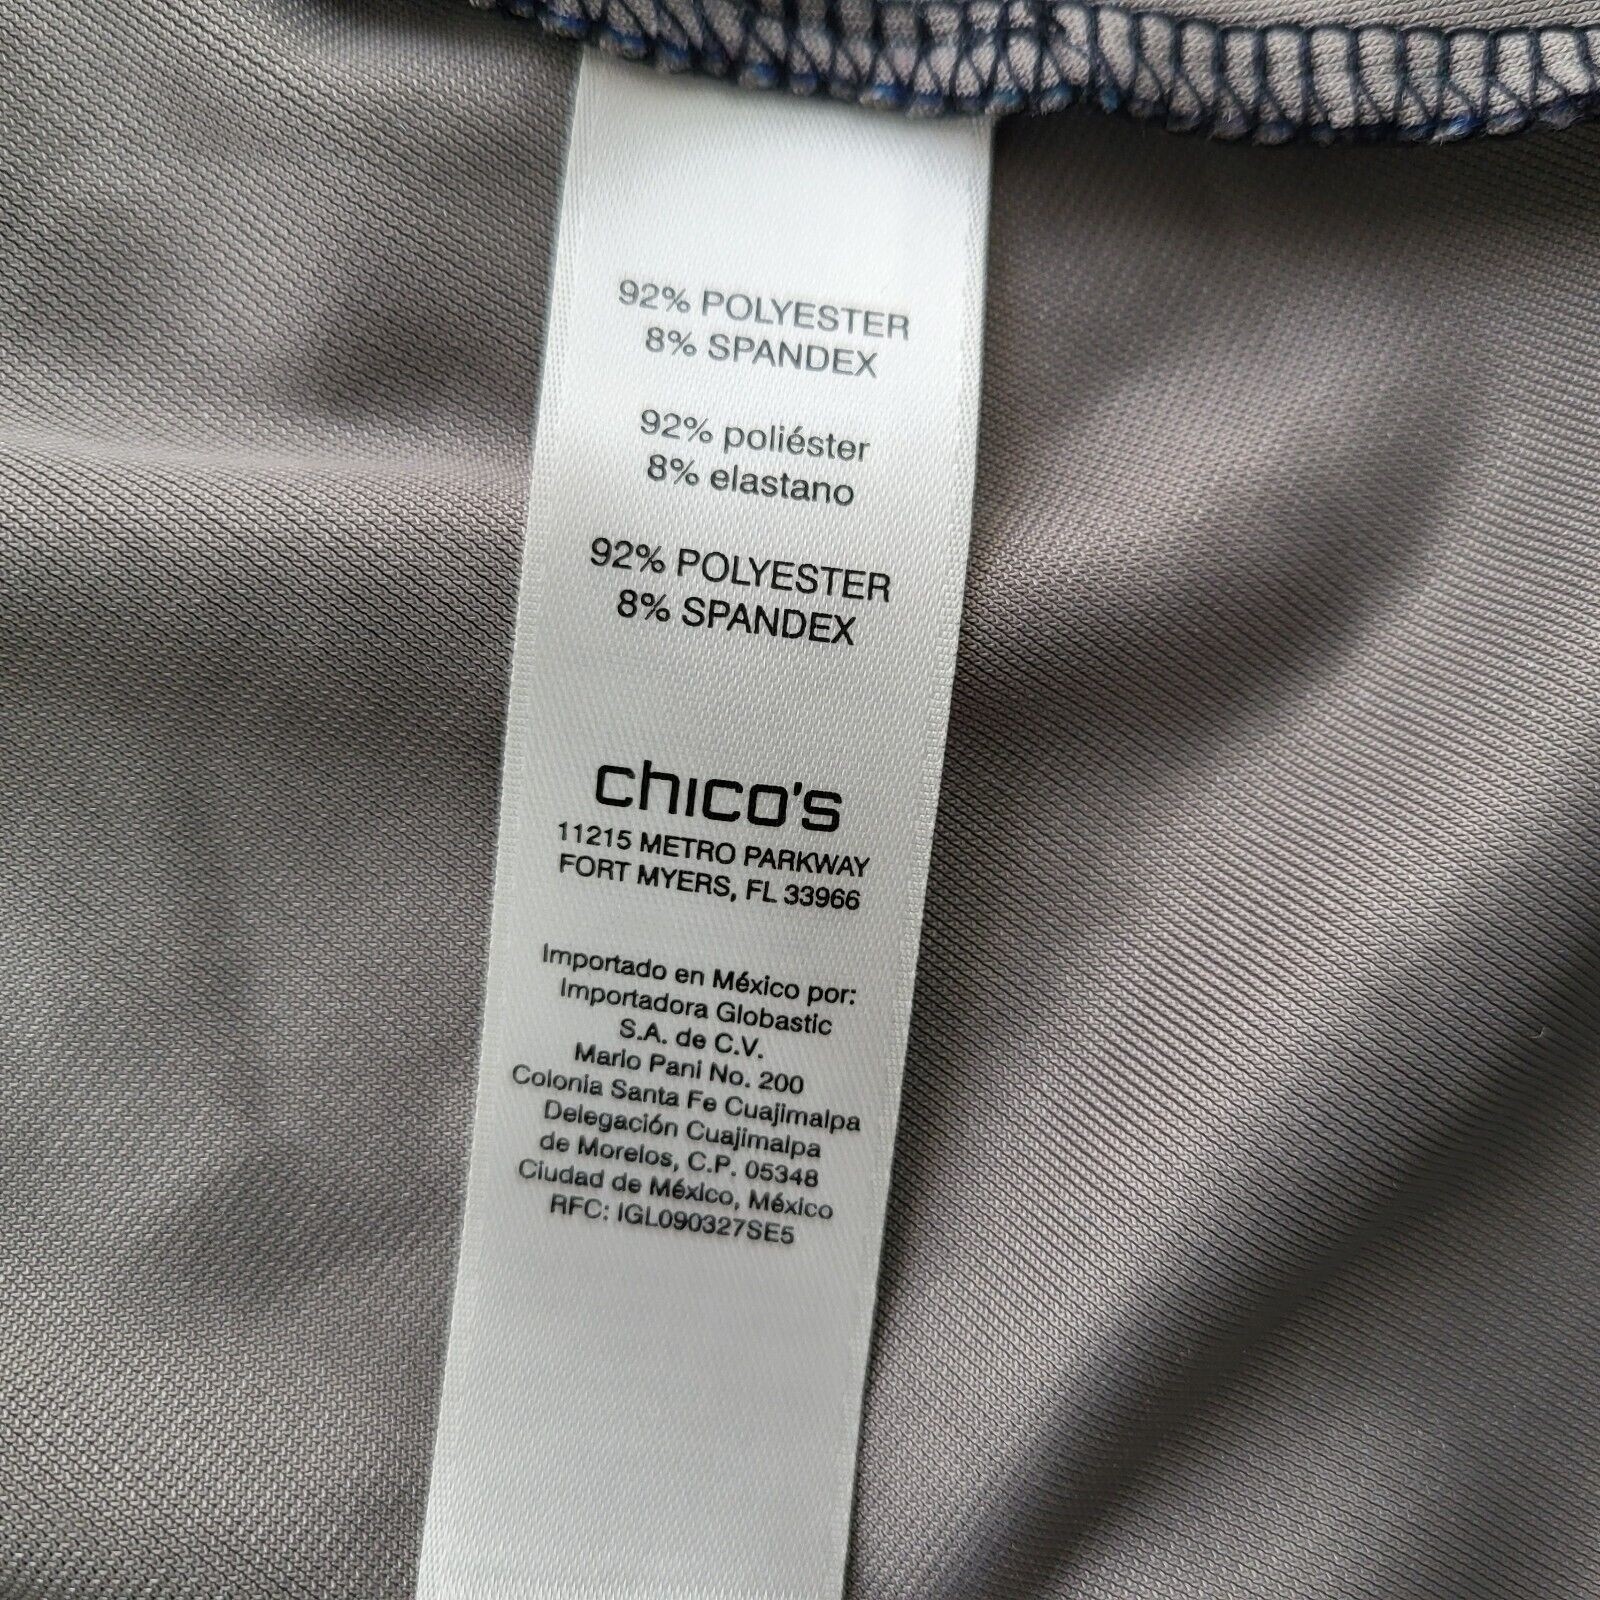 92% POLYESTER
8% SPANDEX
92% poliéster
8% elastano
92% POLYESTER
8% SPANDEX
chico's
11215 METRO PARKWAY
FORT MYERS, FL 33966
Importado en México por:
Importadora Globastic
S.A. de C.V.
Mario Pani No. 200
Colonia Santa Fe Cuajimalpa
Delegación Cuajimalpa
de Morelos, C.P. 05348
Ciudad de México, México
RFC: IGL090327SE5